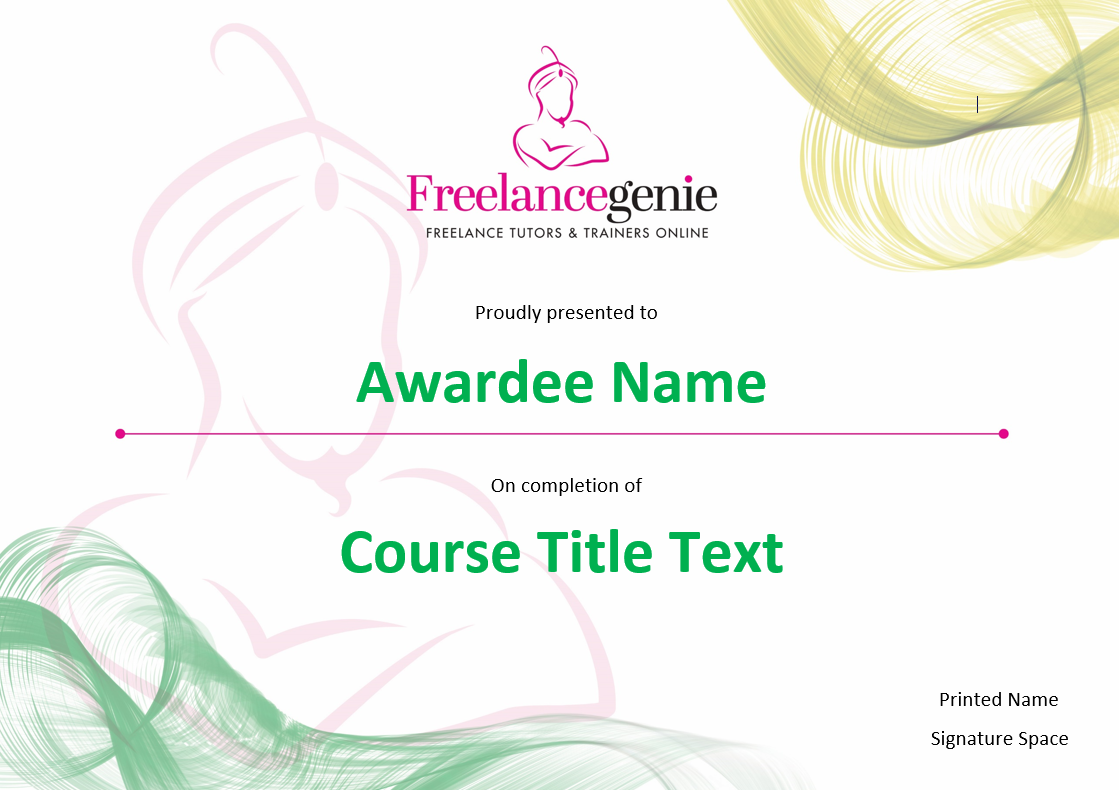 Freelancegenie
FREELANCE TUTORS & TRAINERS ONLINE
Proudly presented to
Awardee Name
On completion of
Course Title Text
Printed Name
Signature Space